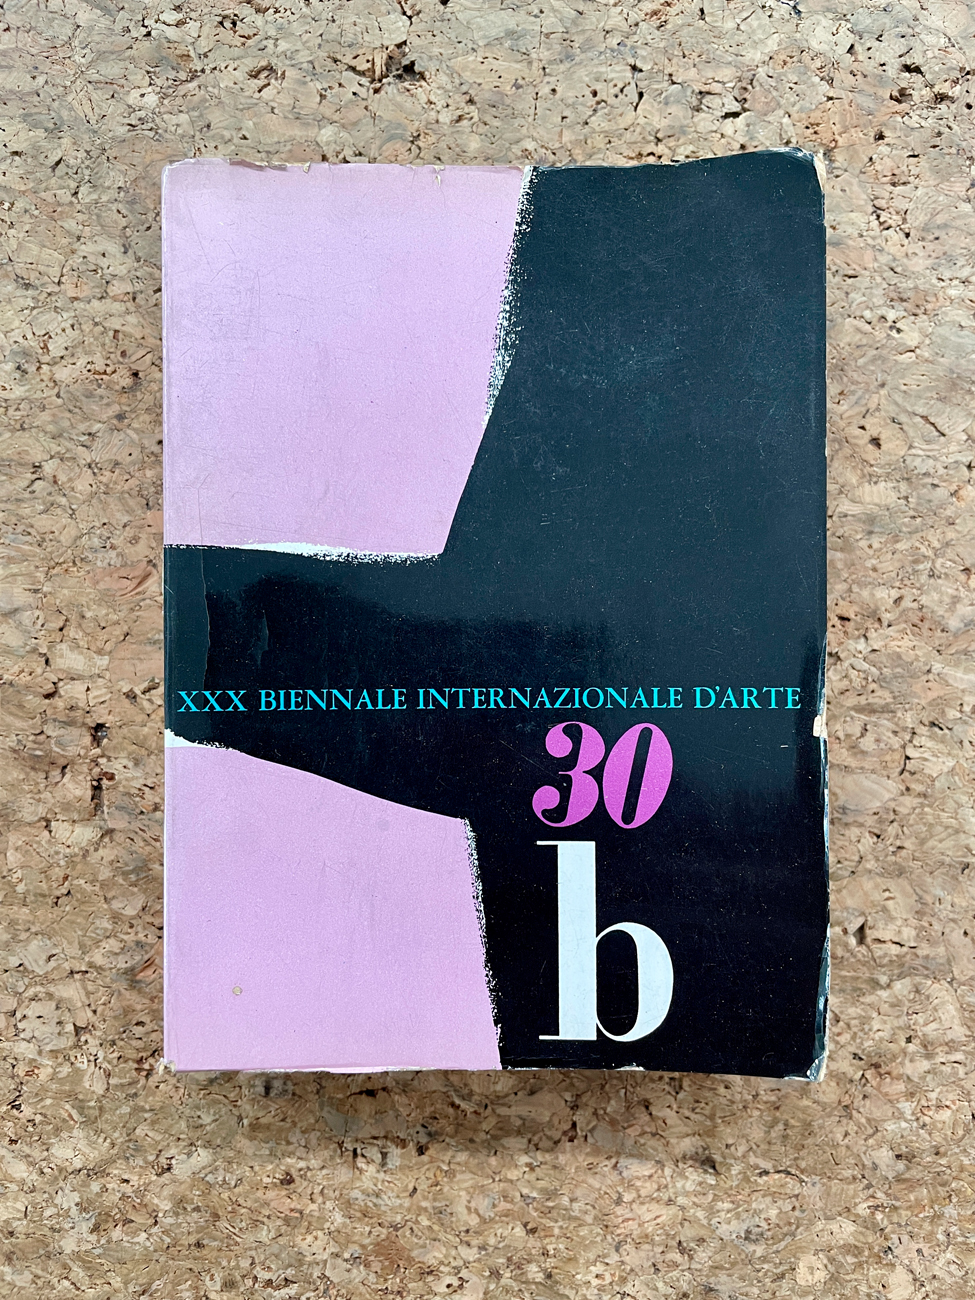 XXX BIENNALE INTERNAZIONALE D'ARTE
30
b